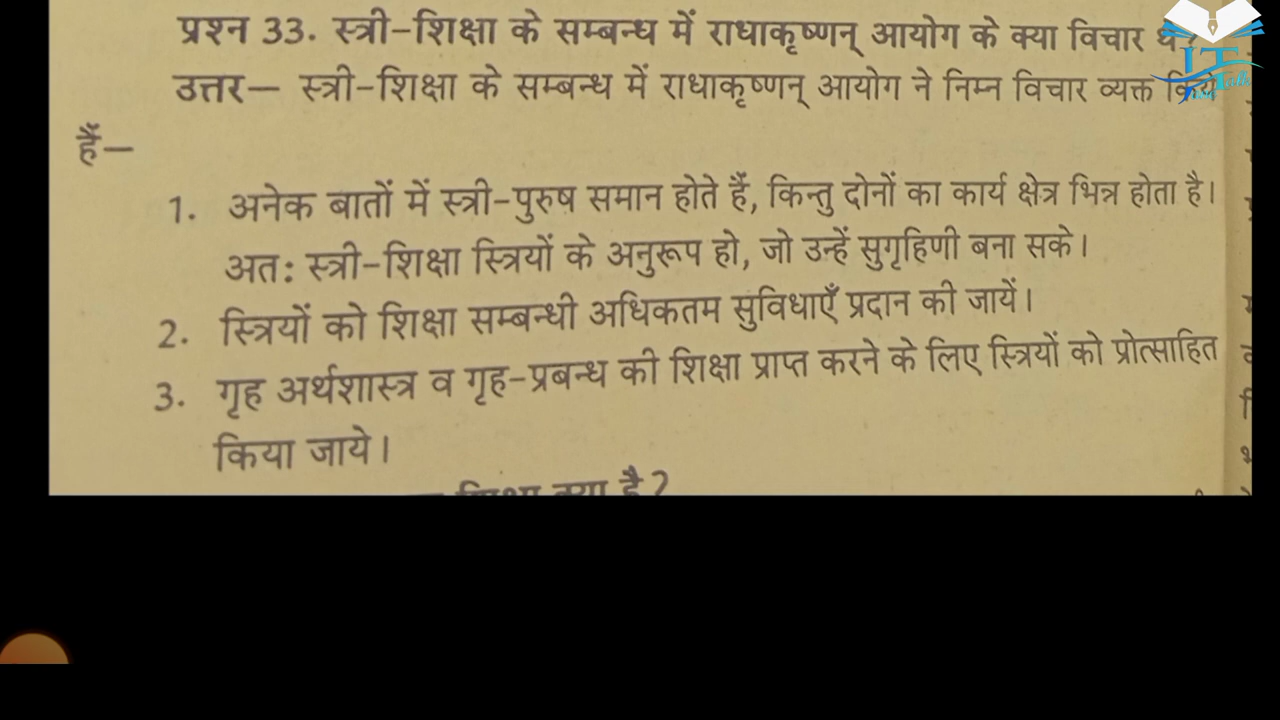 प्रश्न 33. स्त्री-शिक्षा के सम्बन्ध में राधाकृष्णन् आयोग के क्या विचार
उत्तर— स्त्री-शिक्षा के सम्बन्ध में राधाकृष्णन् आयोग ने निम्न विचार व्यक्त किये
हैं—
1. अनेक बातों में स्त्री-पुरुष समान होते हैं, किन्तु दोनों का कार्य क्षेत्र भिन्न होता है।
अतः स्त्री-शिक्षा स्त्रियों के अनुरूप हो, जो उन्हें सुगृहिणी बना सके।
2. स्त्रियों को शिक्षा सम्बन्धी अधिकतम सुविधाएँ प्रदान की जायें।
3. गृह अर्थशास्त्र व गृह-प्रबन्ध की शिक्षा प्राप्त करने के लिए स्त्रियों को प्रोत्साहित
किया जाये।
शिक्षा क्या है?